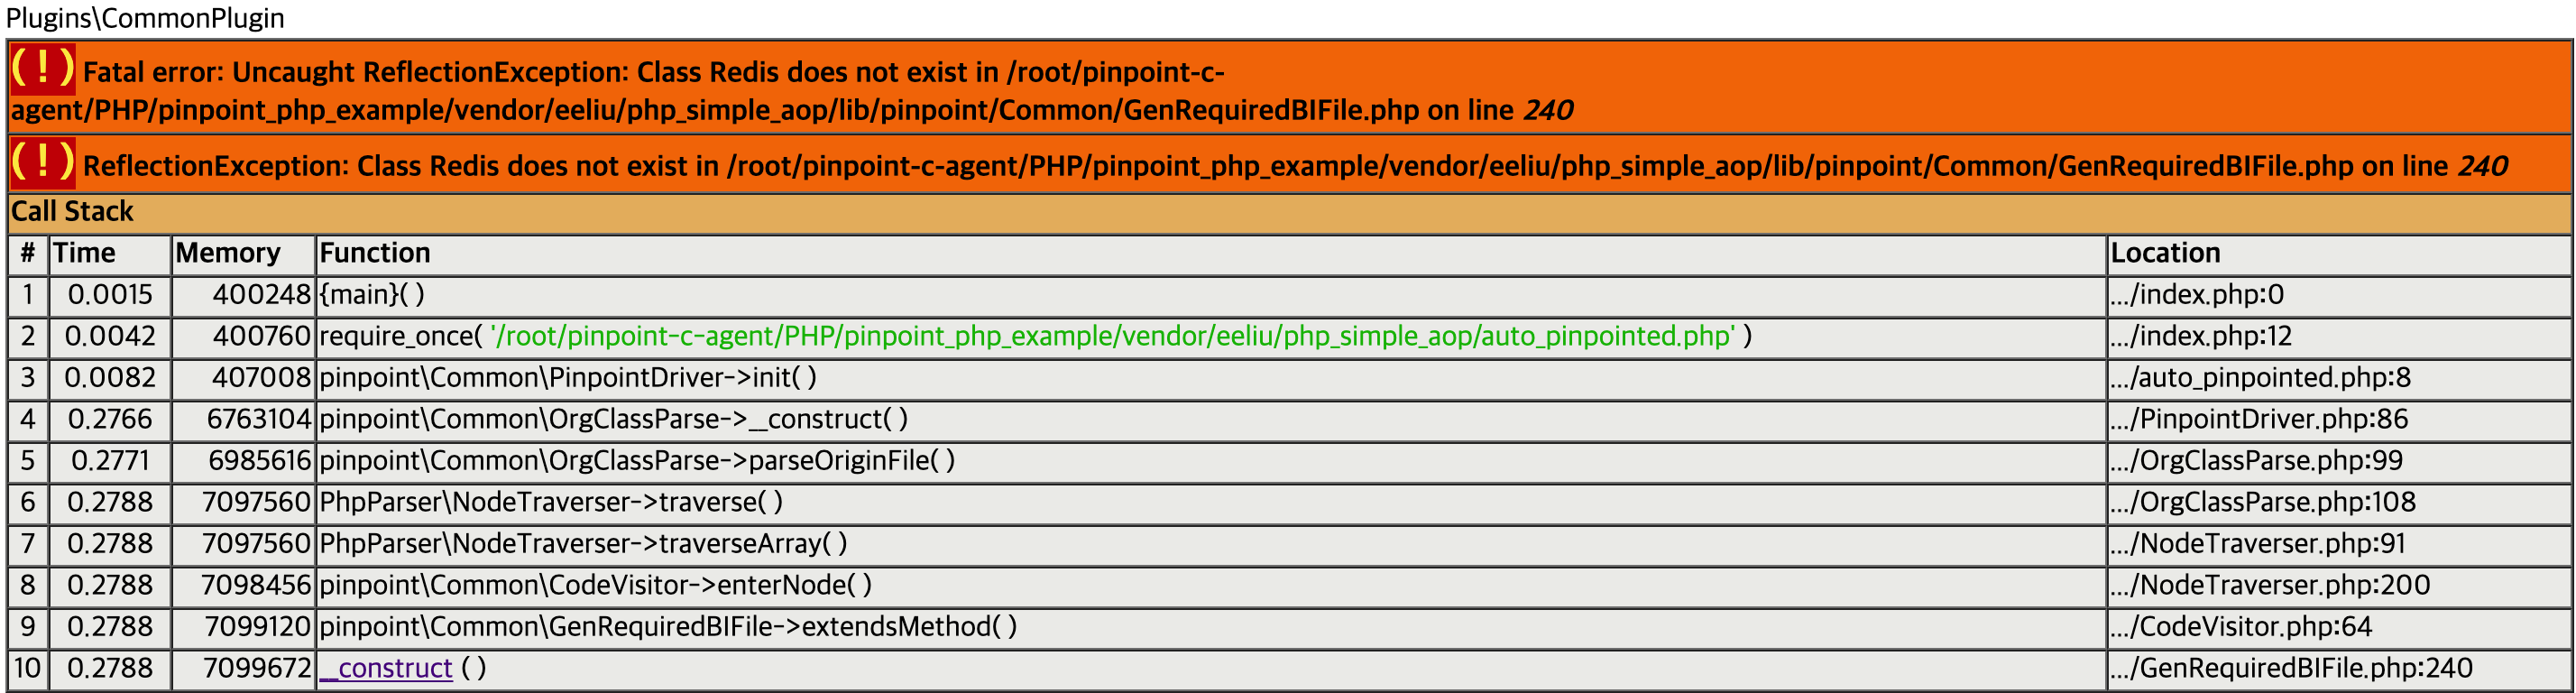 Plugins\CommonPlugin
( ! ) Fatal error: Uncaught ReflectionException: Class Redis does not exist in /root/pinpoint-c-
agent/PHP/pinpoint_php_example/vendor/eeliu/php_simple_aop/lib/pinpoint/Common/GenRequiredBIFile.php on line 240
( ! ) ReflectionException: Class Redis does not exist in /root/pinpoint-c-agent/PHP/pinpoint_php_example/vendor/eeliu/php_simple_aop/lib/pinpoint/Common/GenRequiredBIFile.php on line 240
Call Stack
# Time Memory Function Location
1 0.0015 400248 {main}( ) .../index.php:0
2 0.0042 400760 require_once( '/root/pinpoint-c-agent/PHP/pinpoint_php_example/vendor/eeliu/php_simple_aop/auto_pinpointed.php' ) .../index.php:12
3 0.0082 407008 pinpoint\Common\PinpointDriver->init( ) .../auto_pinpointed.php:8
4 0.2766 6763104 pinpoint\Common\OrgClassParse->__construct( ) .../PinpointDriver.php:86
5 0.2771 6985616 pinpoint\Common\OrgClassParse->parseOriginFile( ) .../OrgClassParse.php:99
6 0.2788 7097560 PhpParser\NodeTraverser->traverse( ) .../OrgClassParse.php:108
7 0.2788 7097560 PhpParser\NodeTraverser->traverseArray( ) .../NodeTraverser.php:91
8 0.2788 7098456 pinpoint\Common\CodeVisitor->enterNode( ) .../NodeTraverser.php:200
9 0.2788 7099120 pinpoint\Common\GenRequiredBIFile->extendsMethod( ) .../CodeVisitor.php:64
10 0.2788 7099672 __construct ( ) .../GenRequiredBIFile.php:240